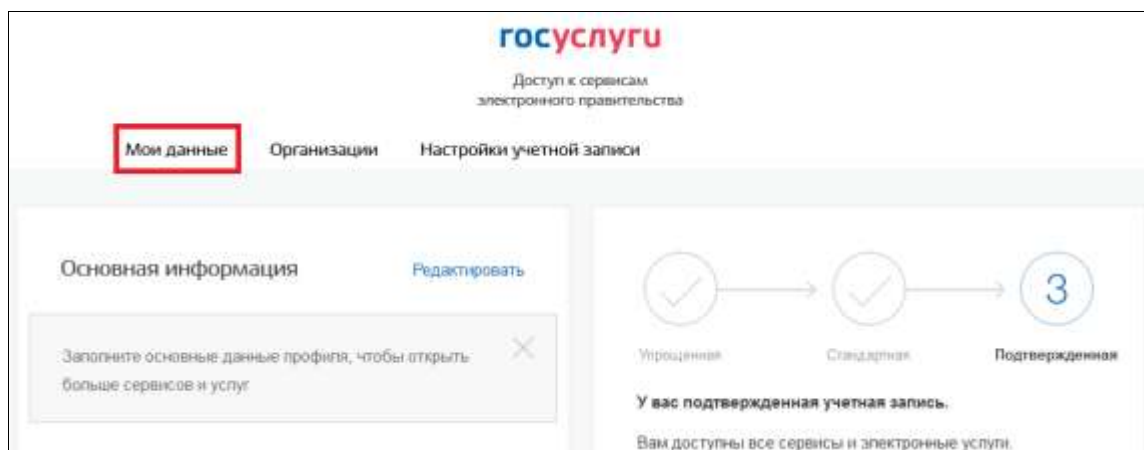 госуслуги
Доступ к сервисам
электронного правительства
Мои данные Организации Настройки учетной записи
Основная информация Редактировать
Заполните основные данные профиля, чтобы открыть
больше сервисов и услуг
3
Упрощенная Стандартная Подтвержденная
У вас подтвержденная учетная запись.
Вам доступны все сервисы и электронные услуги.